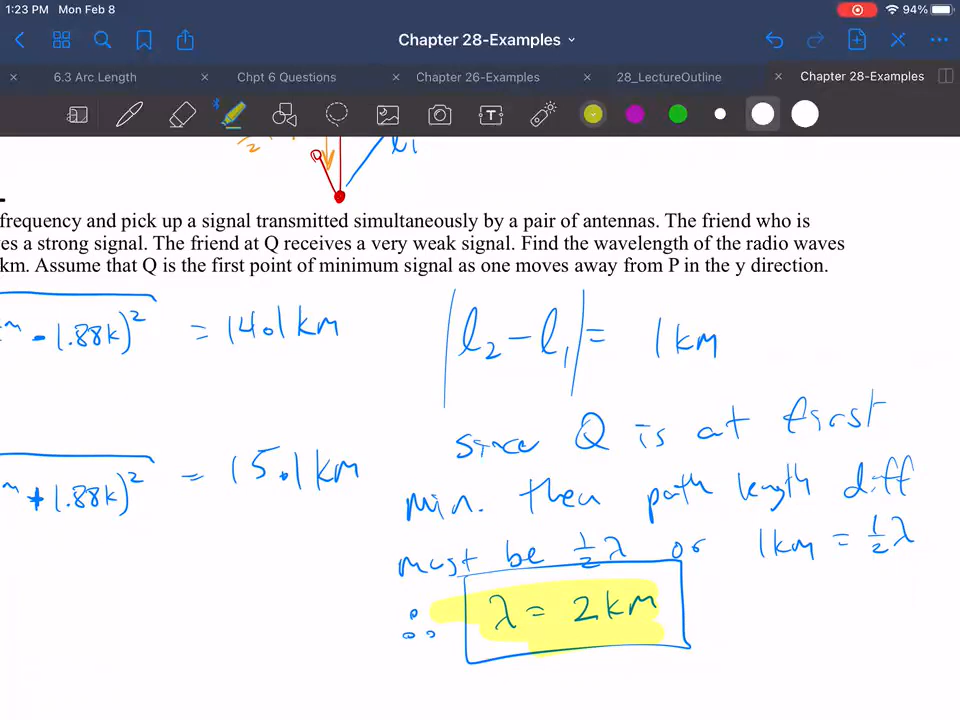 1:23 PM Mon Feb 8 94%
Chapter 28-Examples
6.3 Arc Length Chpt 6 Questions Chapter 26-Examples 28_LectureOutline Chapter 28-Examples
T
l1
frequency and pick up a signal transmitted simultaneously by a pair of antennas. The friend who is
es a strong signal. The friend at Q receives a very weak signal. Find the wavelength of the radio waves
km. Assume that Q is the first point of minimum signal as one moves away from P in the y direction.
m - 1.88k)² = 14.1 km
|l₂ - l₁| = 1 km
since Q is at first
m + 1.88k)² = 15.1 km
min. then path length diff
must be ½ λ or 1km = ½ λ
∴ λ = 2 km